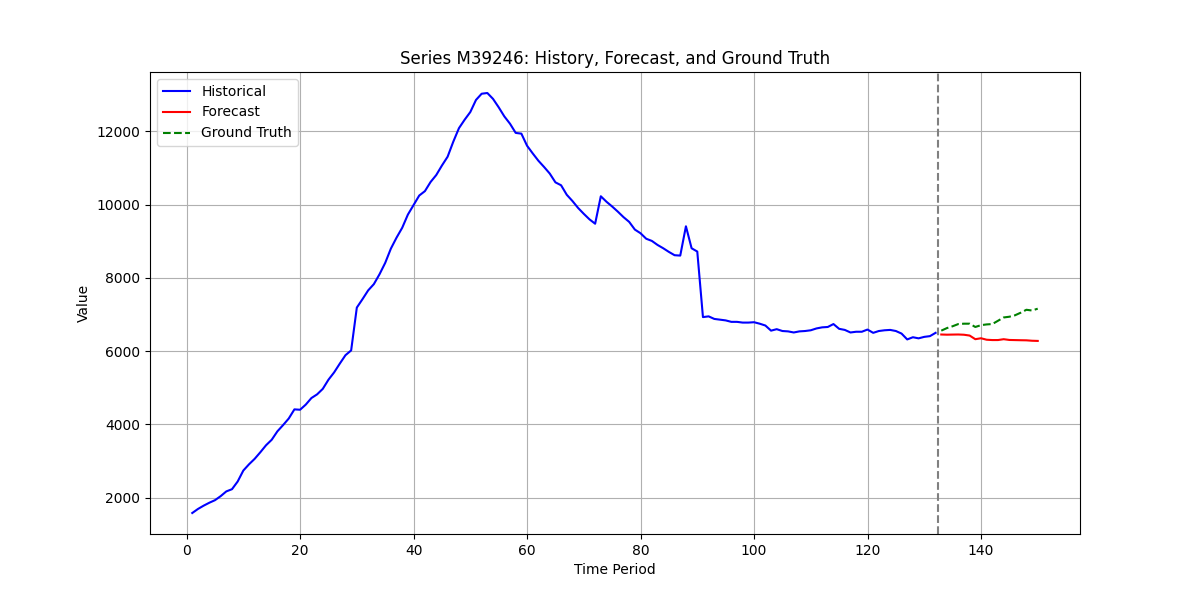 Series M39246: History, Forecast, and Ground Truth
Historical
Forecast
Ground Truth
12000
10000
8000
6000
4000
2000
Value
0 20 40 60 80 100 120 140
Time Period